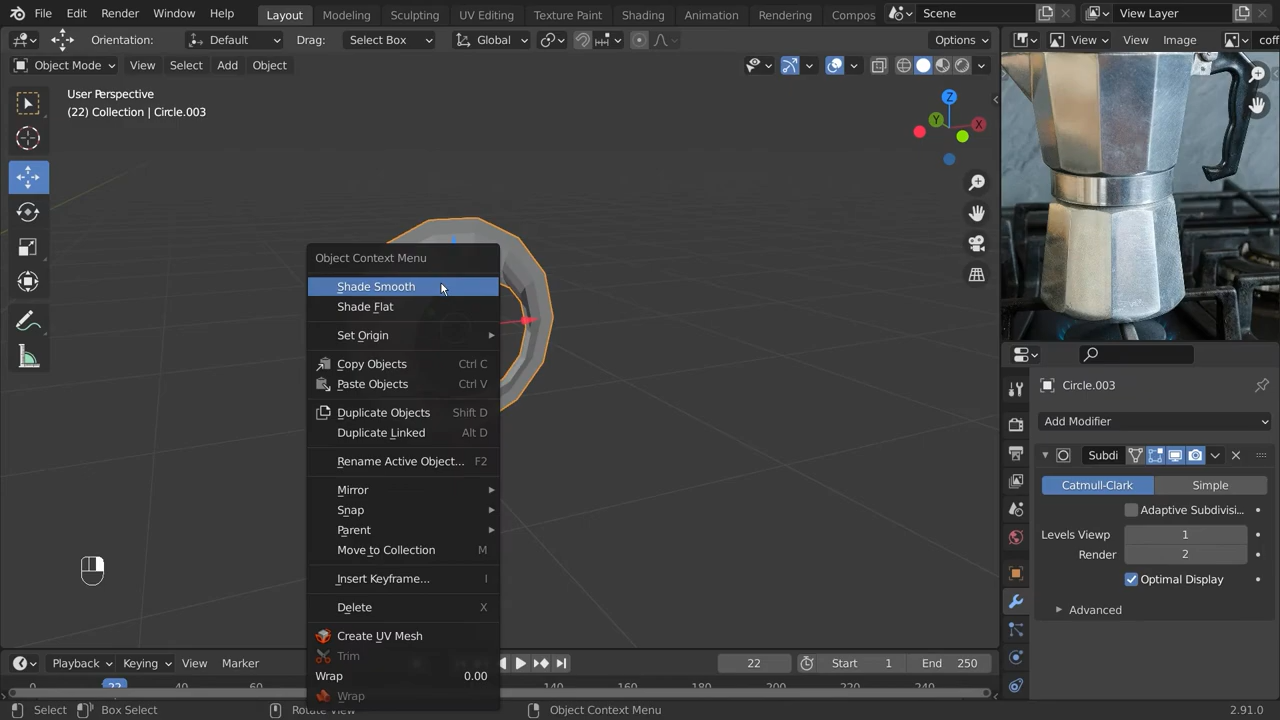 File Edit Render Window Help Layout Modeling Sculpting UV Editing Texture Paint Shading Animation Rendering Compos Scene View Layer
Orientation: Default Drag: Select Box Global Options View View Image coff
Object Mode View Select Add Object
User Perspective
(22) Collection | Circle.003
Z
Y
X
Object Context Menu
Shade Smooth
Shade Flat
Set Origin
Copy Objects Ctrl C
Paste Objects Ctrl V
Duplicate Objects Shift D
Duplicate Linked Alt D
Rename Active Object... F2
Mirror
Snap
Parent
Move to Collection M
Insert Keyframe... I
Delete X
Create UV Mesh
Trim
Wrap 0.00
Wrap
Circle.003
Add Modifier
Subdi
Catmull-Clark Simple
Adaptive Subdivisi...
Levels Viewp 1
Render 2
Optimal Display
Advanced
Playback Keying View Marker 22 Start 1 End 250
0 22 40 60 140 160 180 200 220 240
Select Box Select Rotate View Object Context Menu 2.91.0